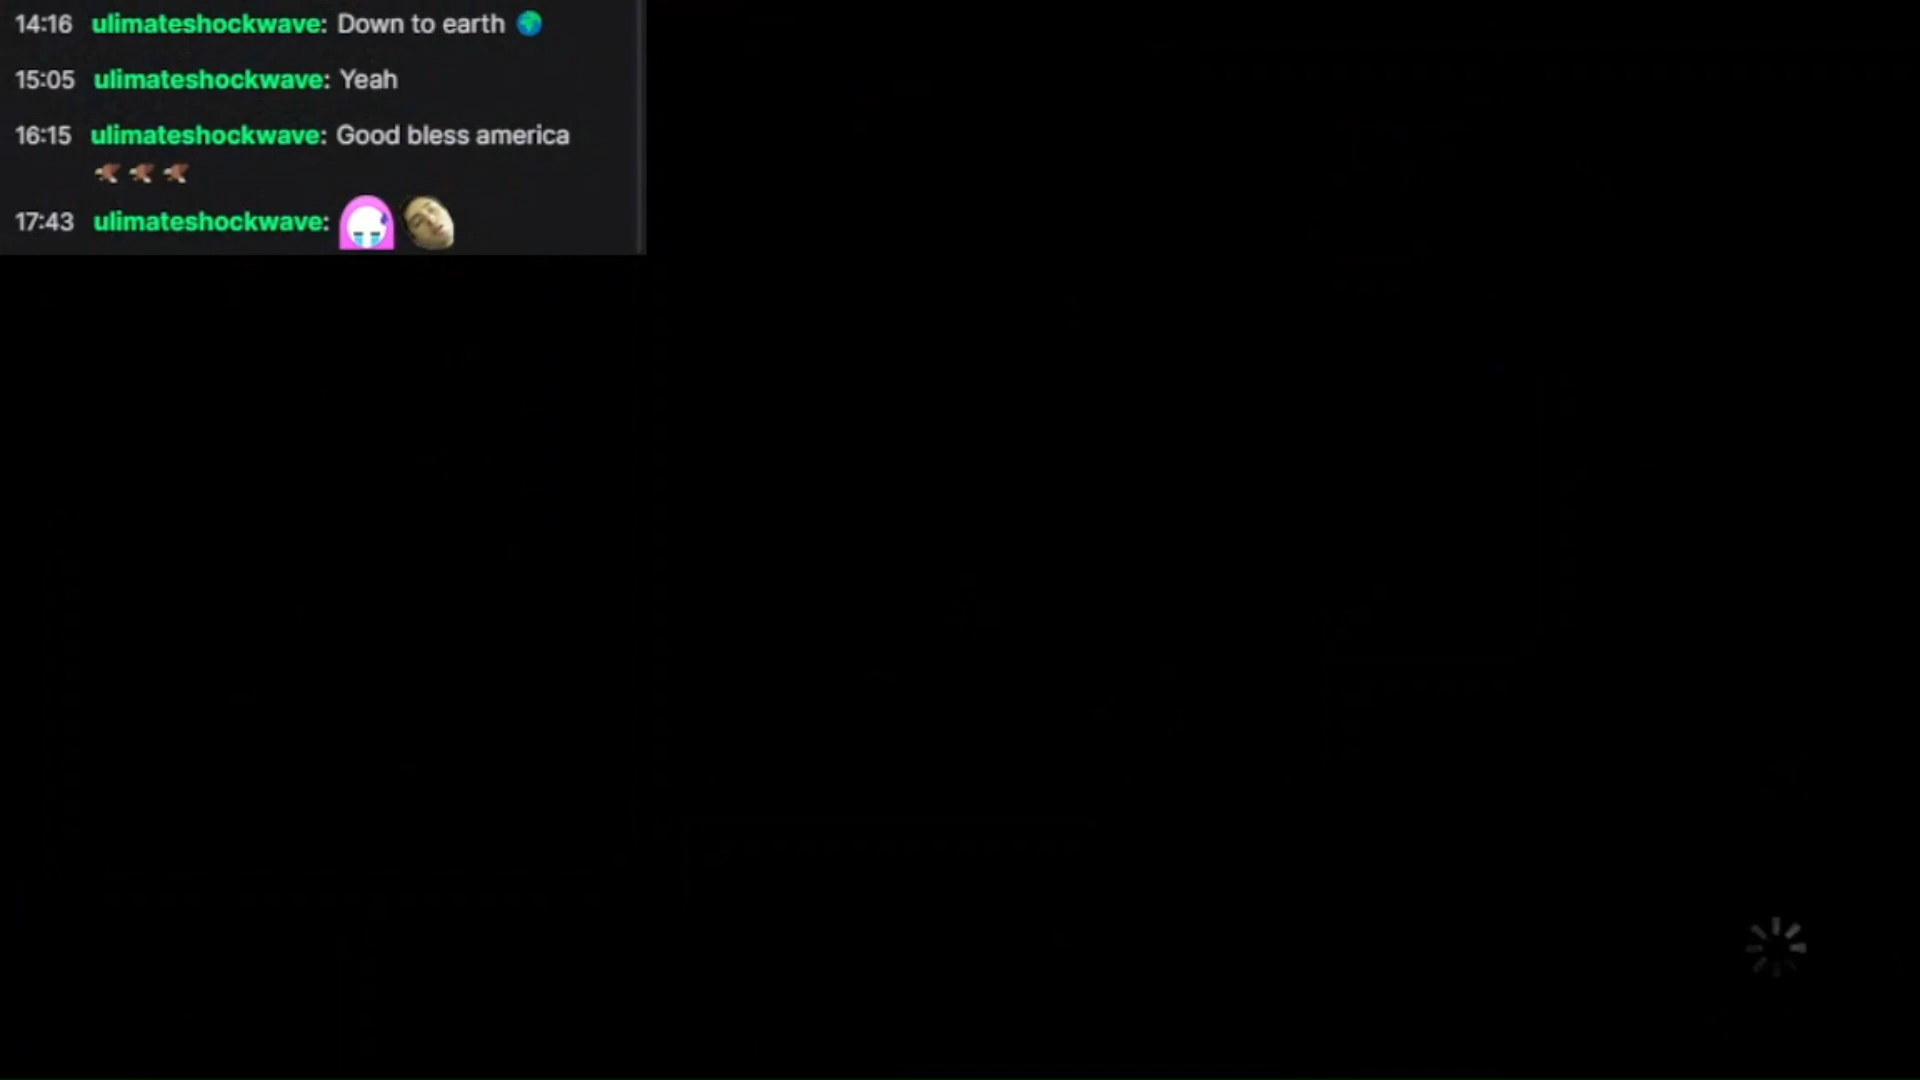 14:16 ulimateshockwave: Down to earth 🌍
15:05 ulimateshockwave: Yeah
16:15 ulimateshockwave: Good bless america
🦅 🦅 🦅
17:43 ulimateshockwave: